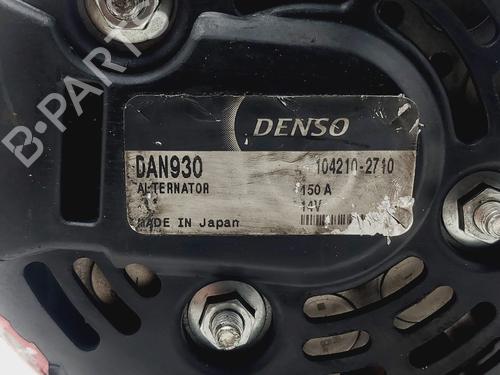 B-PARTS
DENSO
DAN930
104210-2710
ALTERNATOR
150 A
14V
MADE IN Japan